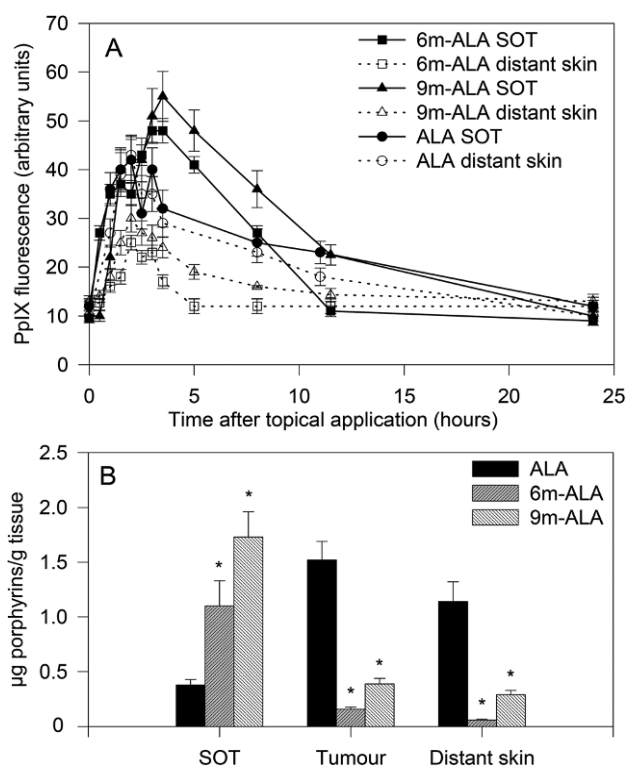 A
PpIX fluorescence (arbitrary units)
70
60
50
40
30
20
10
0
6m-ALA SOT
6m-ALA distant skin
9m-ALA SOT
9m-ALA distant skin
ALA SOT
ALA distant skin
0 5 10 15 20 25
Time after topical application (hours)
B
µg porphyrins/g tissue
2.5
2.0
1.5
1.0
0.5
0
ALA
6m-ALA
9m-ALA
* * * * * *
SOT Tumour Distant skin